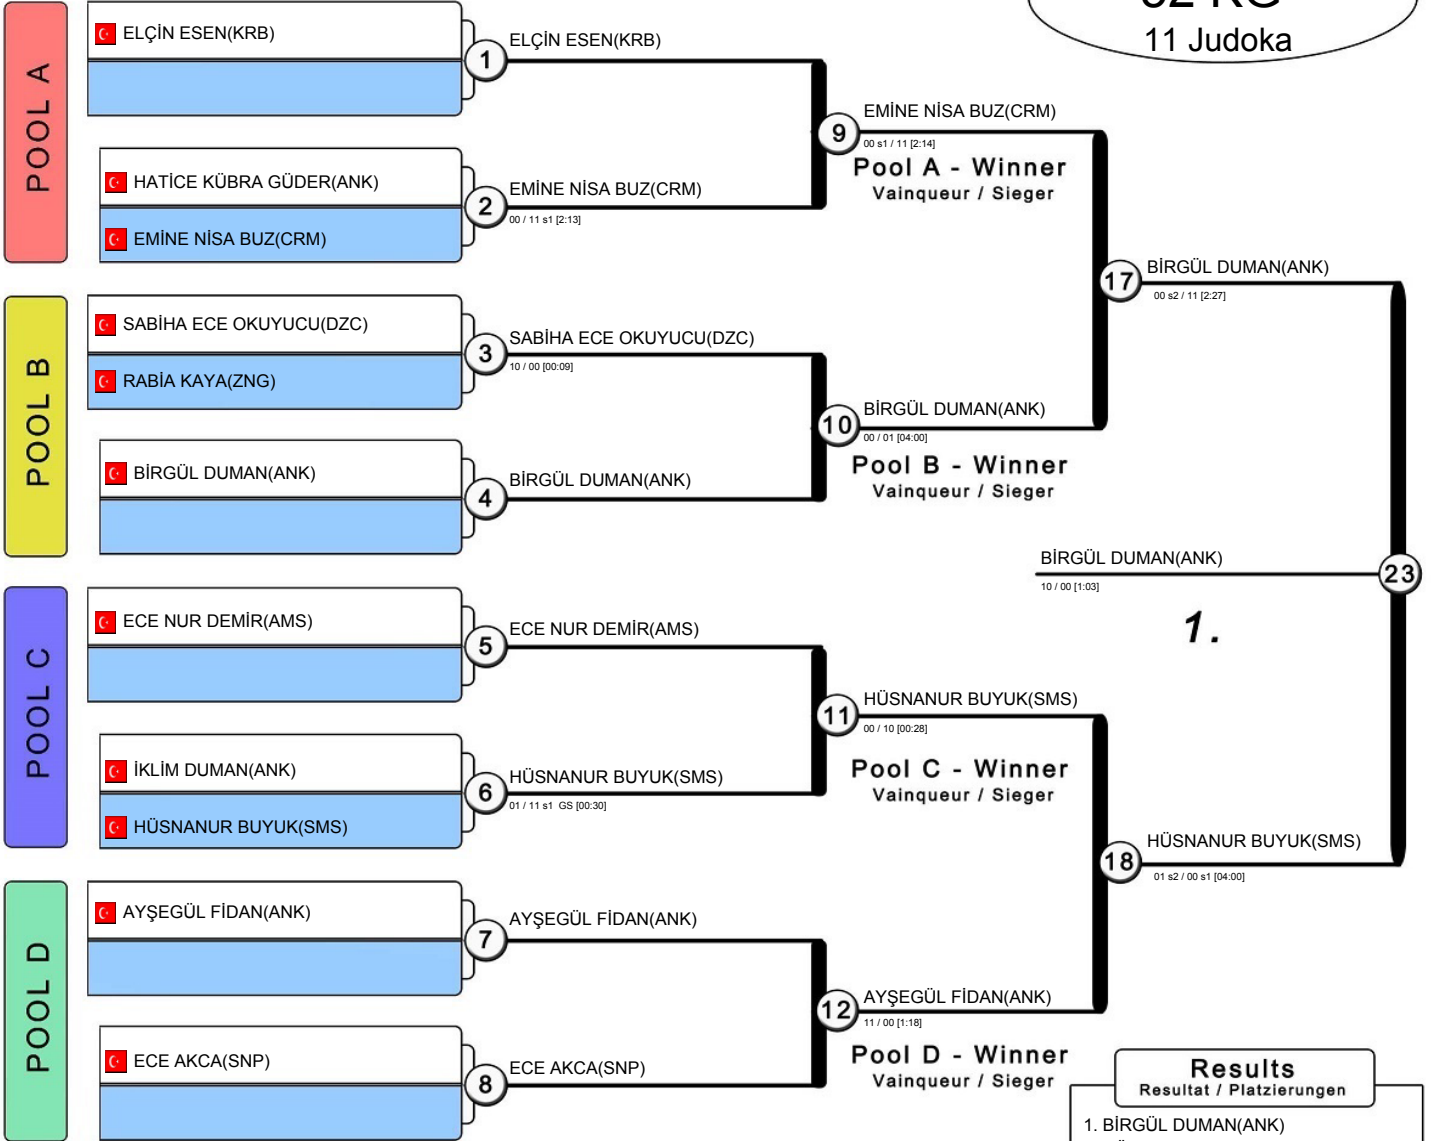 11 Judoka
POOL A
ELÇİN ESEN(KRB)
1
ELÇİN ESEN(KRB)
HATİCE KÜBRA GÜDER(ANK)
EMİNE NİSA BUZ(CRM)
2
EMİNE NİSA BUZ(CRM)
00 / 11 s1 [2:13]
9
EMİNE NİSA BUZ(CRM)
00 s1 / 11 [2:14]
Pool A - Winner
Vainqueur / Sieger
POOL B
SABİHA ECE OKUYUCU(DZC)
RABİA KAYA(ZNG)
3
SABİHA ECE OKUYUCU(DZC)
10 / 00 [00:09]
BİRGÜL DUMAN(ANK)
4
BİRGÜL DUMAN(ANK)
10
BİRGÜL DUMAN(ANK)
00 / 01 [04:00]
Pool B - Winner
Vainqueur / Sieger
17
BİRGÜL DUMAN(ANK)
00 s2 / 11 [2:27]
POOL C
ECE NUR DEMİR(AMS)
5
ECE NUR DEMİR(AMS)
İKLİM DUMAN(ANK)
HÜSNANUR BUYUK(SMS)
6
HÜSNANUR BUYUK(SMS)
01 / 11 s1 GS [00:30]
11
HÜSNANUR BUYUK(SMS)
00 / 10 [00:28]
Pool C - Winner
Vainqueur / Sieger
POOL D
AYŞEGÜL FİDAN(ANK)
7
AYŞEGÜL FİDAN(ANK)
ECE AKCA(SNP)
8
ECE AKCA(SNP)
12
AYŞEGÜL FİDAN(ANK)
11 / 00 [1:18]
Pool D - Winner
Vainqueur / Sieger
18
HÜSNANUR BUYUK(SMS)
01 s2 / 00 s1 [04:00]
BİRGÜL DUMAN(ANK)
23
10 / 00 [1:03]
1.
Results
Resultat / Platzierungen
1. BİRGÜL DUMAN(ANK)